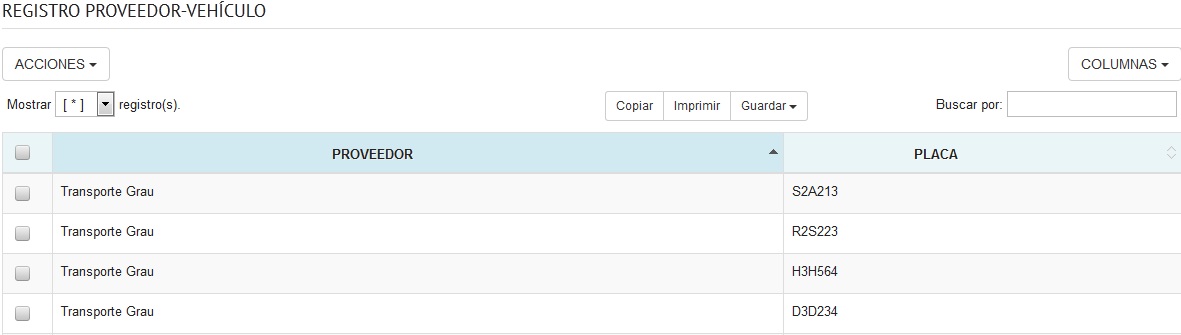 REGISTRO PROVEEDOR-VEHÍCULO
ACCIONES COLUMNAS
Mostrar [ * ] registro(s). Copiar Imprimir Guardar Buscar por:
PROVEEDOR PLACA
Transporte Grau S2A213
Transporte Grau R2S223
Transporte Grau H3H564
Transporte Grau D3D234